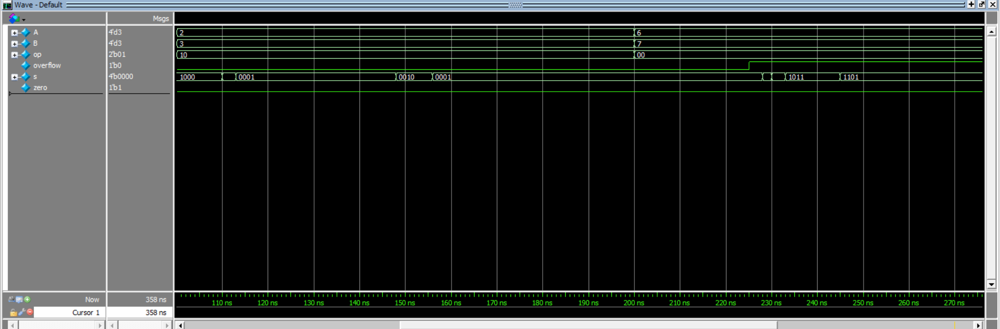 Wave - Default
Msgs
A 4'd3 2 6
B 4'd3 3 7
op 2'b01 10 00
overflow 1'b0
s 4'b0000 1000 0001 0010 0001 1011 1101
zero 1'b1
Now 358 ns 110 ns 120 ns 130 ns 140 ns 150 ns 160 ns 170 ns 180 ns 190 ns 200 ns 210 ns 220 ns 230 ns 240 ns 250 ns 260 ns 270 ns
Cursor 1 358 ns